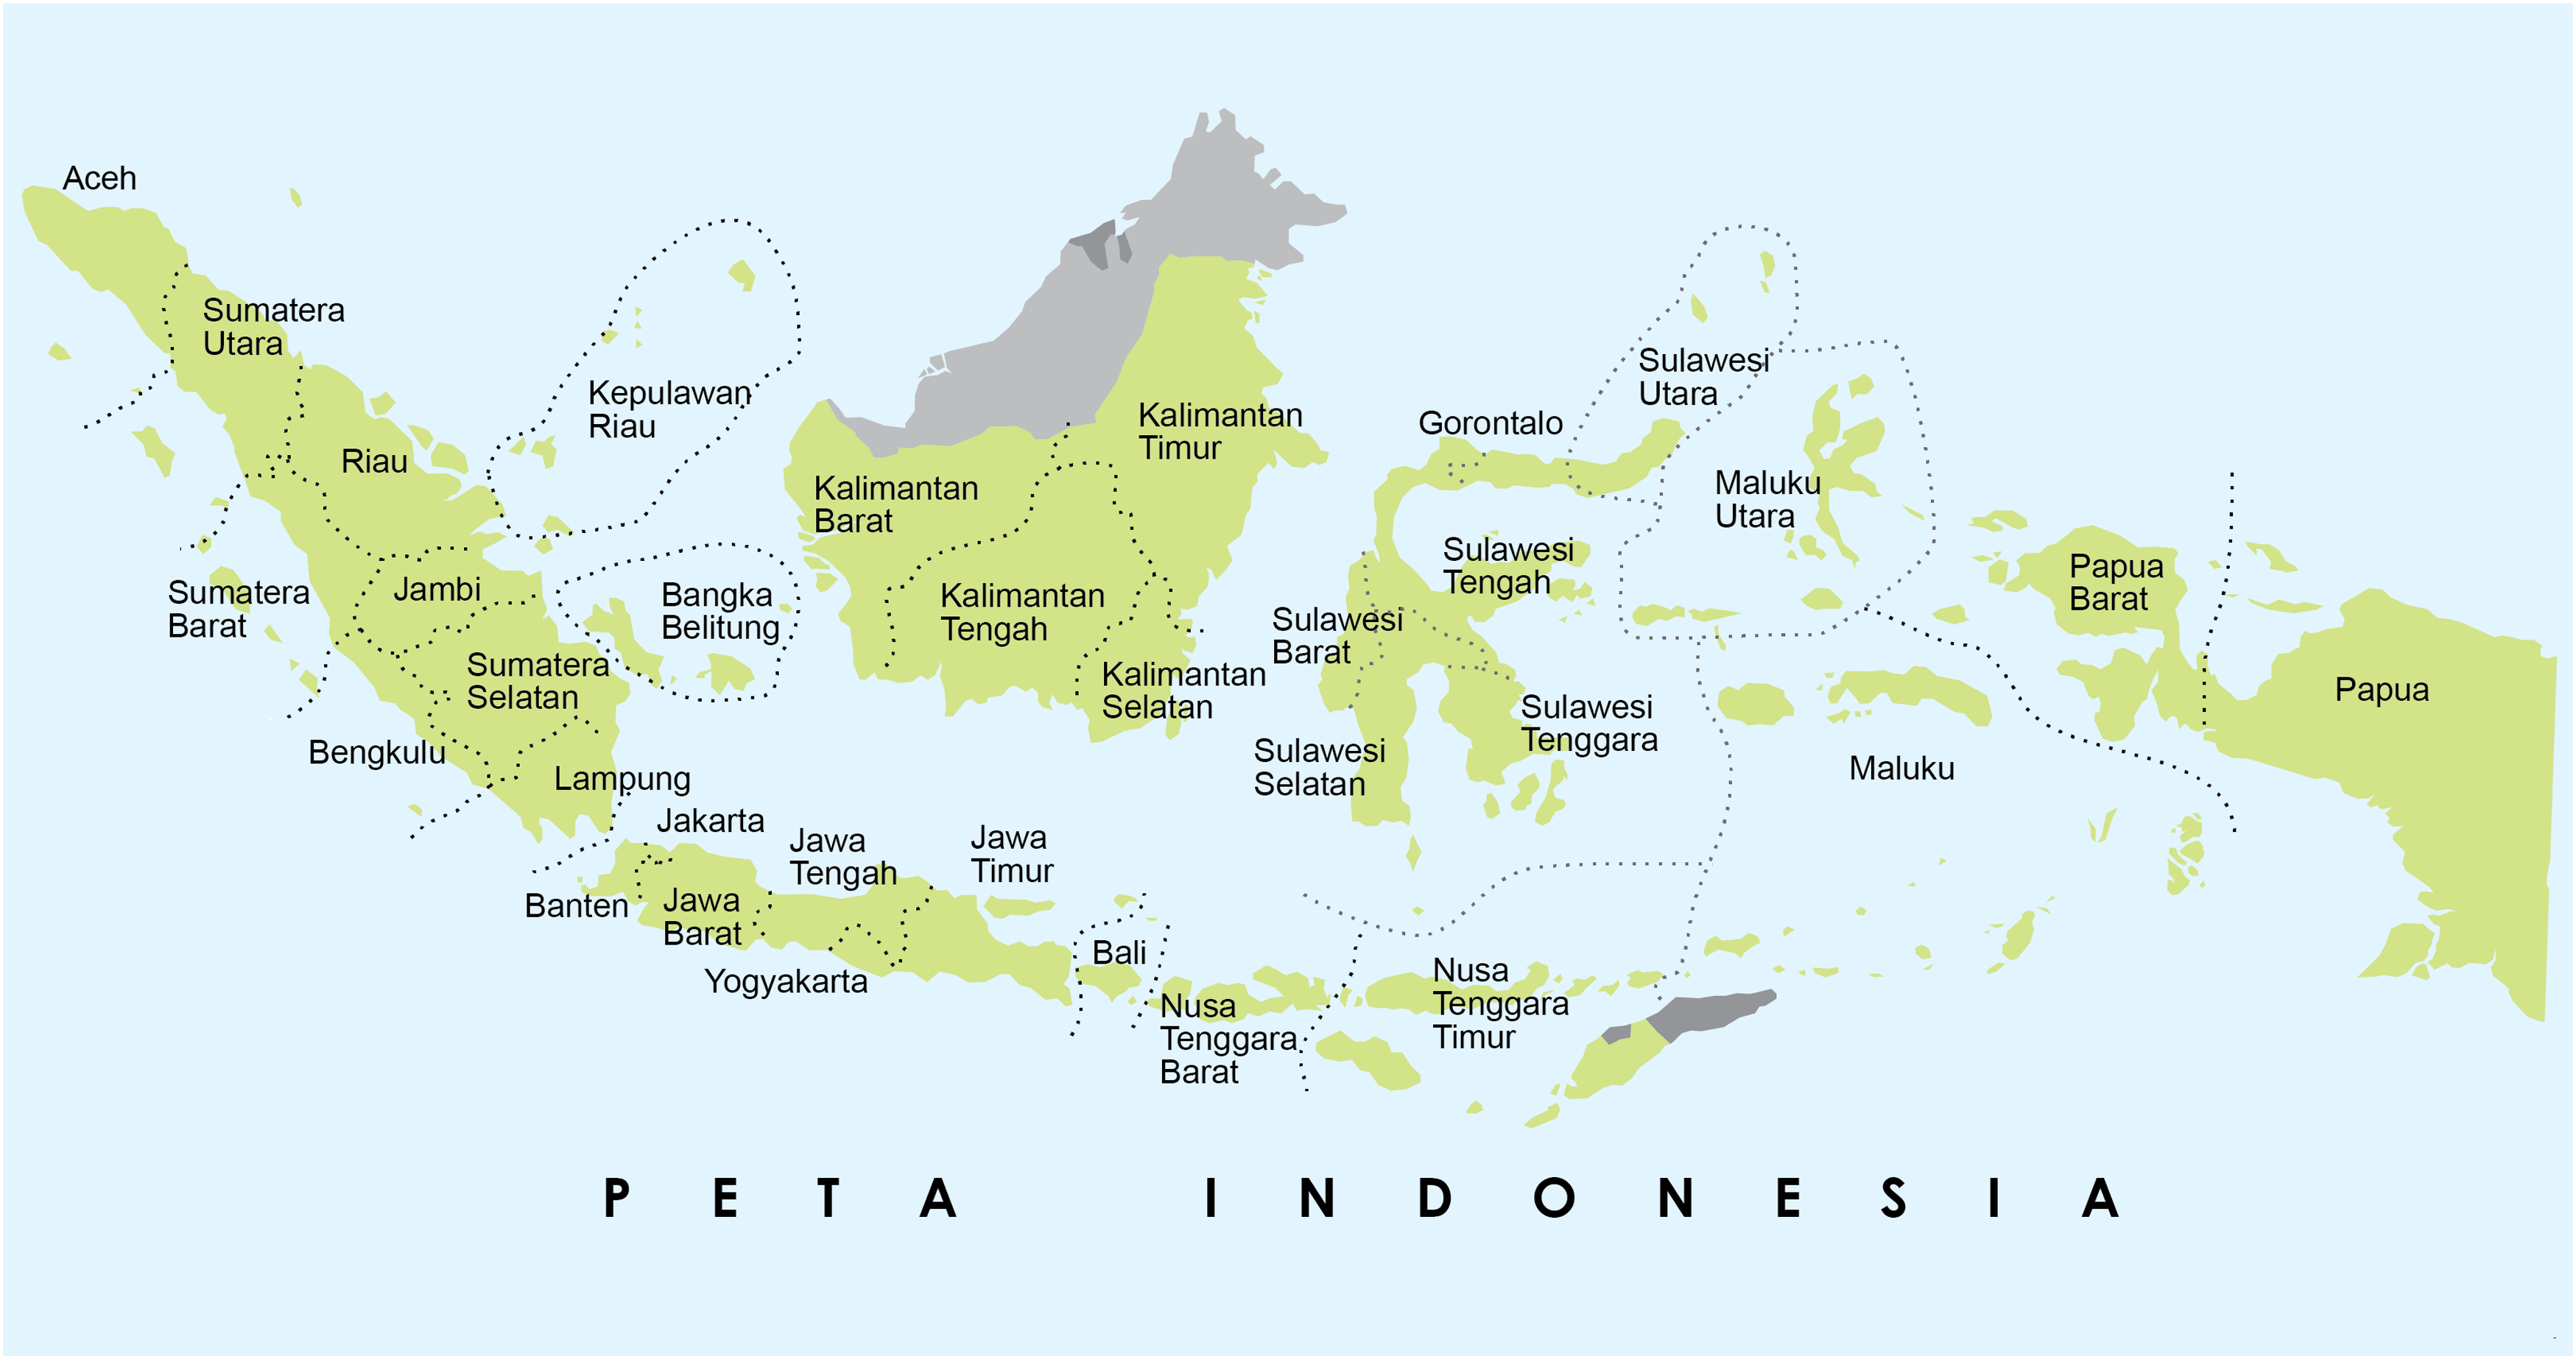 Aceh
Sumatera
Utara
Kepulawan
Riau
Riau
Sumatera
Barat
Jambi
Bangka
Belitung
Sumatera
Selatan
Bengkulu
Lampung
Jakarta
Banten
Jawa
Barat
Jawa
Tengah
Yogyakarta
Jawa
Timur
Bali
Nusa
Tenggara
Barat
Nusa
Tenggara
Timur
Kalimantan
Barat
Kalimantan
Timur
Kalimantan
Tengah
Kalimantan
Selatan
Gorontalo
Sulawesi
Utara
Sulawesi
Tengah
Sulawesi
Barat
Sulawesi
Selatan
Sulawesi
Tenggara
Maluku
Utara
Maluku
Papua
Barat
Papua
PETA INDONESIA